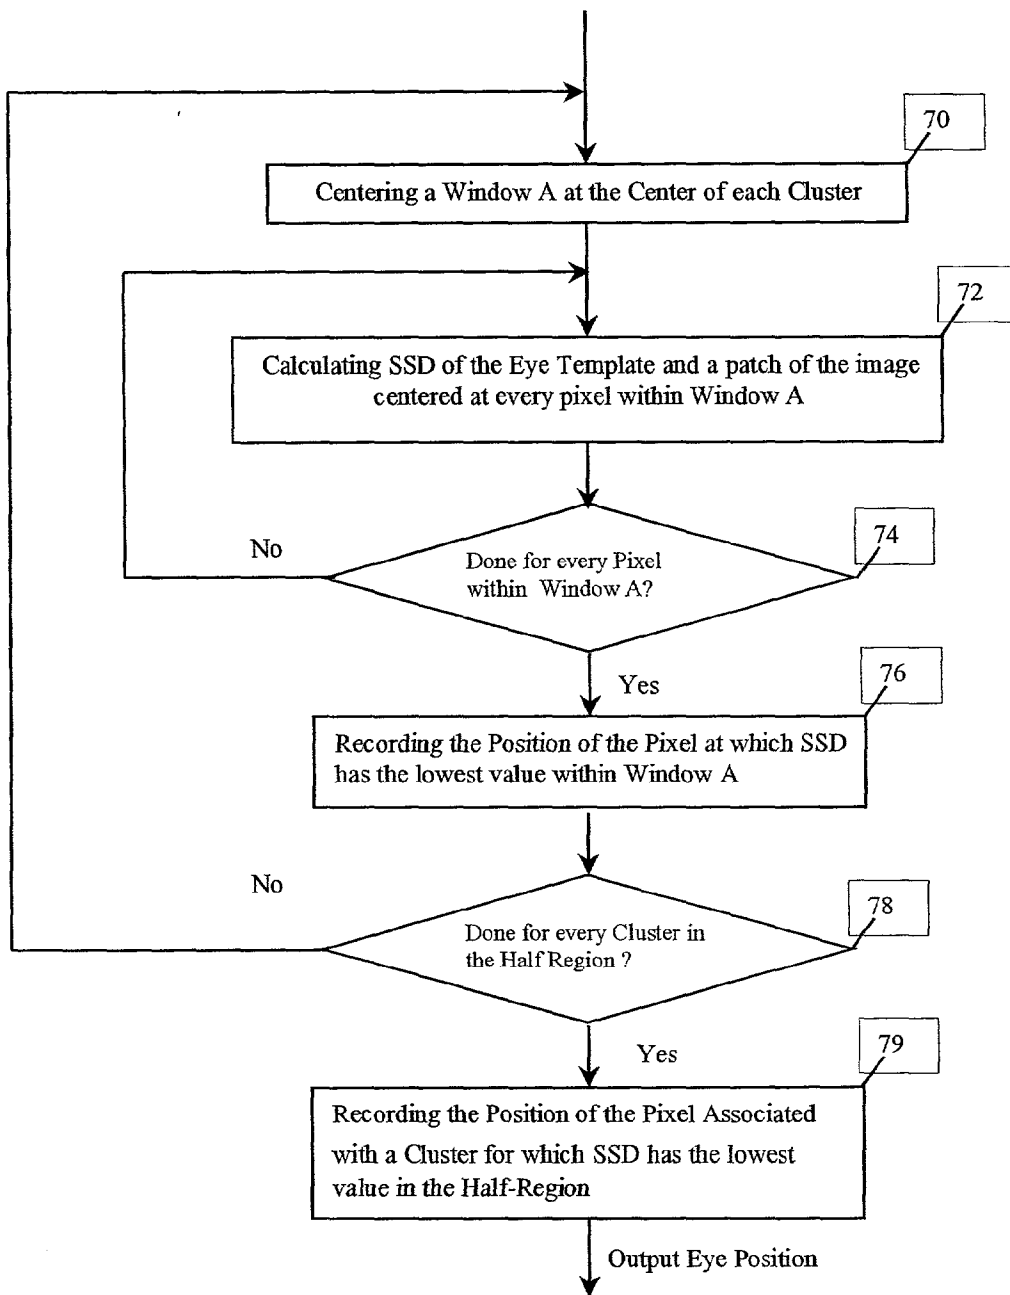 70
Centering a Window A at the Center of each Cluster
72
Calculating SSD of the Eye Template and a patch of the image
centered at every pixel within Window A
74
No
Done for every Pixel
within Window A?
Yes
76
Recording the Position of the Pixel at which SSD
has the lowest value within Window A
No
78
Done for every Cluster in
the Half Region ?
Yes
79
Recording the Position of the Pixel Associated
with a Cluster for which SSD has the lowest
value in the Half-Region
Output Eye Position